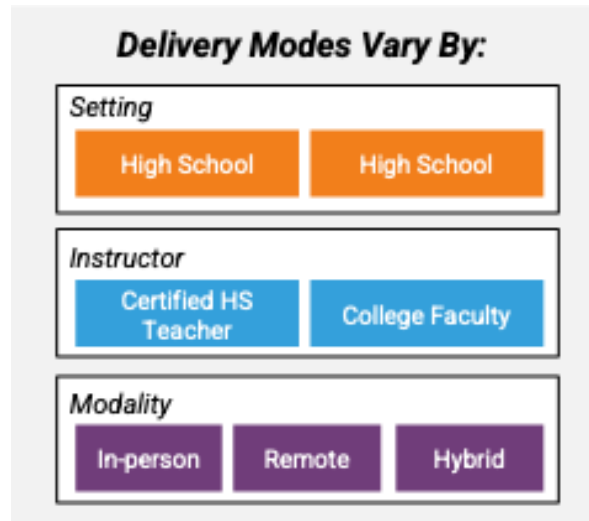 Delivery Modes Vary By:
Setting
High School
High School
Instructor
Certified HS
Teacher
College Faculty
Modality
In-person
Remote
Hybrid